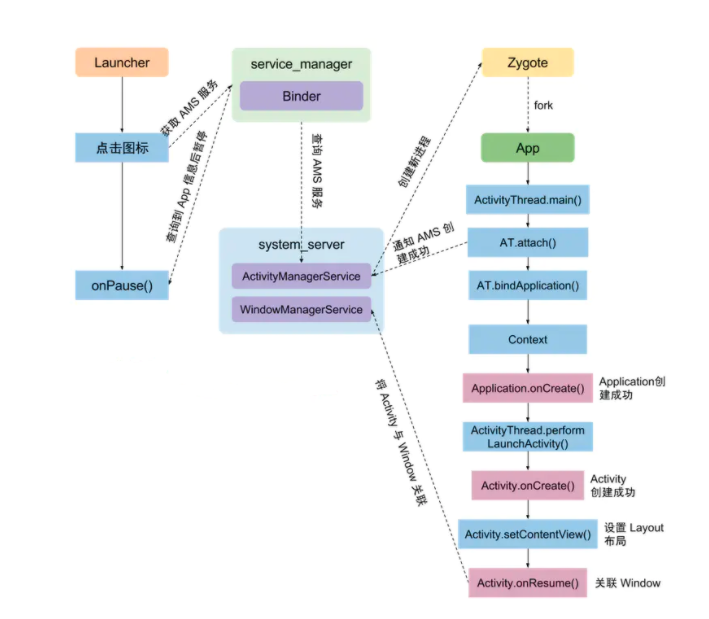 Launcher
点击图标
onPause()
获取 AMS 服务
查询到 App 信息后暂停
service_manager
Binder
查询 AMS 服务
system_server
ActivityManagerService
WindowManagerService
创建新进程
通知 AMS 创
建成功
将 Activity 与 Window 关联
Zygote
fork
App
ActivityThread.main()
AT.attach()
AT.bindApplication()
Context
Application.onCreate()
Application创
建成功
ActivityThread.perform
LaunchActivity()
Activity.onCreate()
Activity
创建成功
Activity.setContentView()
设置 Layout
布局
Activity.onResume()
关联 Window